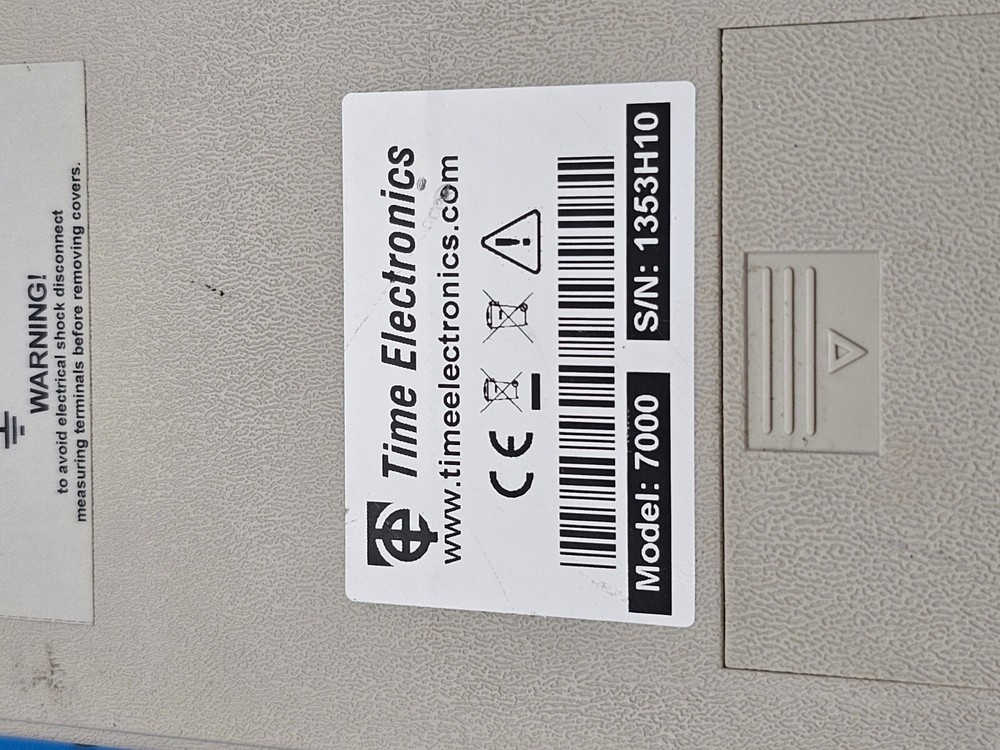 WARNING!
to avoid electrical shock disconnect
measuring terminals before removing covers.
Time Electronics
www.timeelectronics.com
CE
Model: 7000 S/N: 1353H10